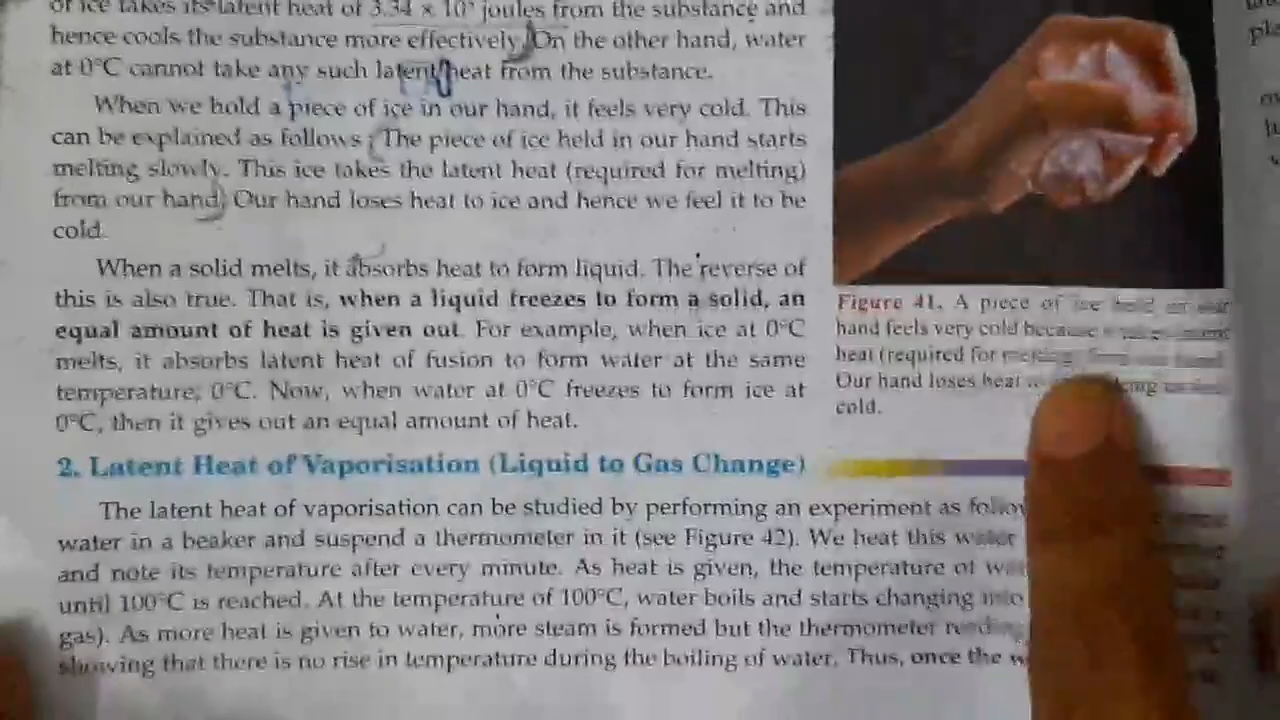 of ice takes its latent heat of 3.34 × 10⁵ joules from the substance and
hence cools the substance more effectively. On the other hand, water
at 0°C cannot take any such latent heat from the substance.
When we hold a piece of ice in our hand, it feels very cold. This
can be explained as follows : The piece of ice held in our hand starts
melting slowly. This ice takes the latent heat (required for melting)
from our hand. Our hand loses heat to ice and hence we feel it to be
cold.
When a solid melts, it absorbs heat to form liquid. The reverse of
this is also true. That is, when a liquid freezes to form a solid, an
equal amount of heat is given out. For example, when ice at 0°C
melts, it absorbs latent heat of fusion to form water at the same
temperature, 0°C. Now, when water at 0°C freezes to form ice at
0°C, then it gives out an equal amount of heat.
Figure 41. A piece of ice held in our
hand feels very cold because
heat (required for melting) from our hand.
Our hand loses heat
cold.
2. Latent Heat of Vaporisation (Liquid to Gas Change)
The latent heat of vaporisation can be studied by performing an experiment as
water in a beaker and suspend a thermometer in it (see Figure 42). We heat this water
and note its temperature after every minute. As heat is given, the temperature of
until 100°C is reached. At the temperature of 100°C, water boils and starts changing into
gas). As more heat is given to water, more steam is formed but the thermometer
showing that there is no rise in temperature during the boiling of water. Thus, once the